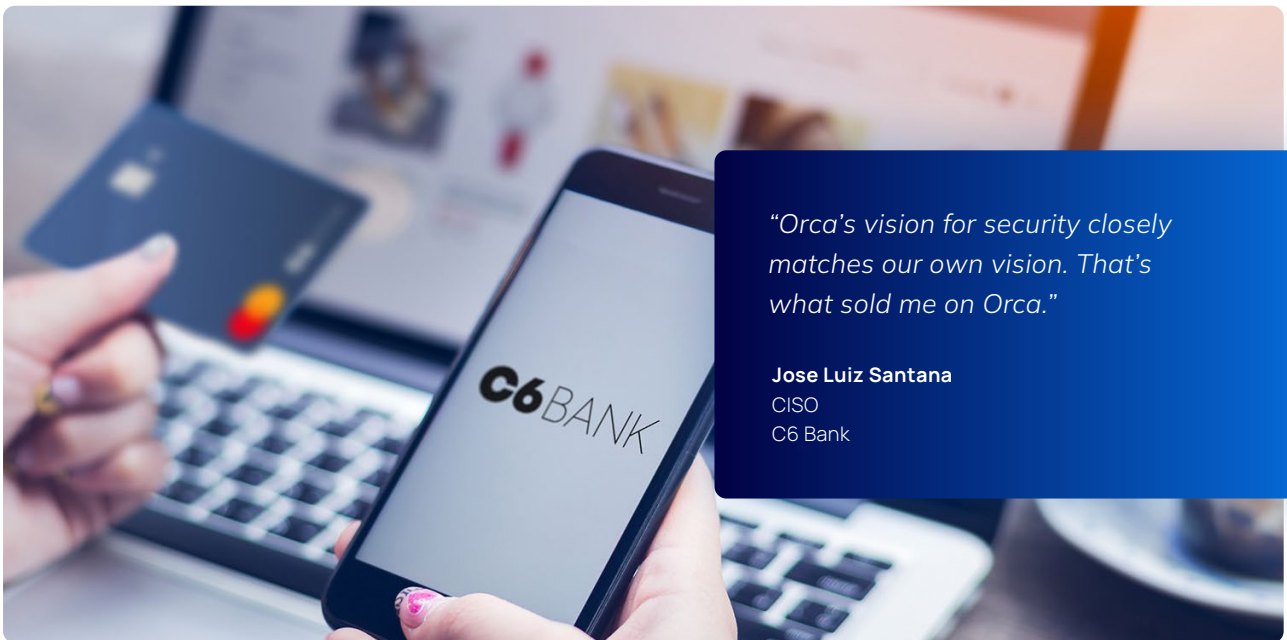 C6BANK
“Orca’s vision for security closely
matches our own vision. That’s
what sold me on Orca.”
Jose Luiz Santana
CISO
C6 Bank